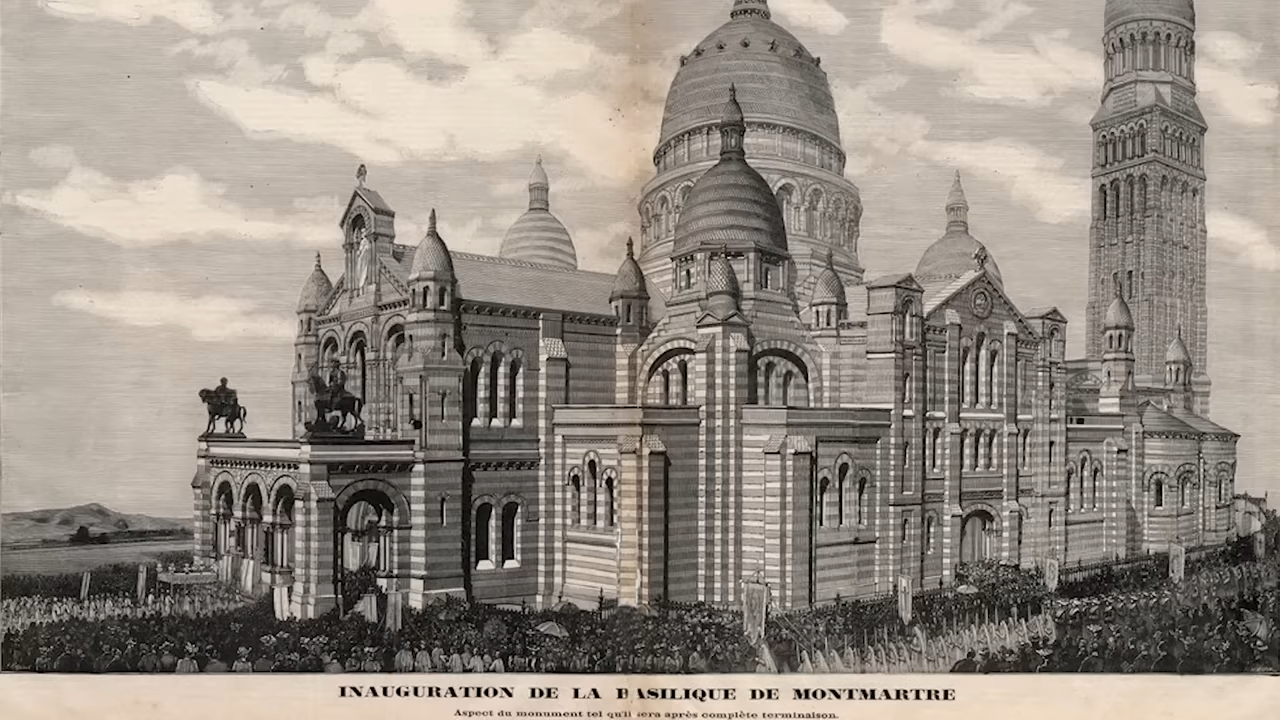 INAUGURATION DE LA BASILIQUE DE MONTMARTRE
Aspect du monument tel qu'il sera après complète terminaison.